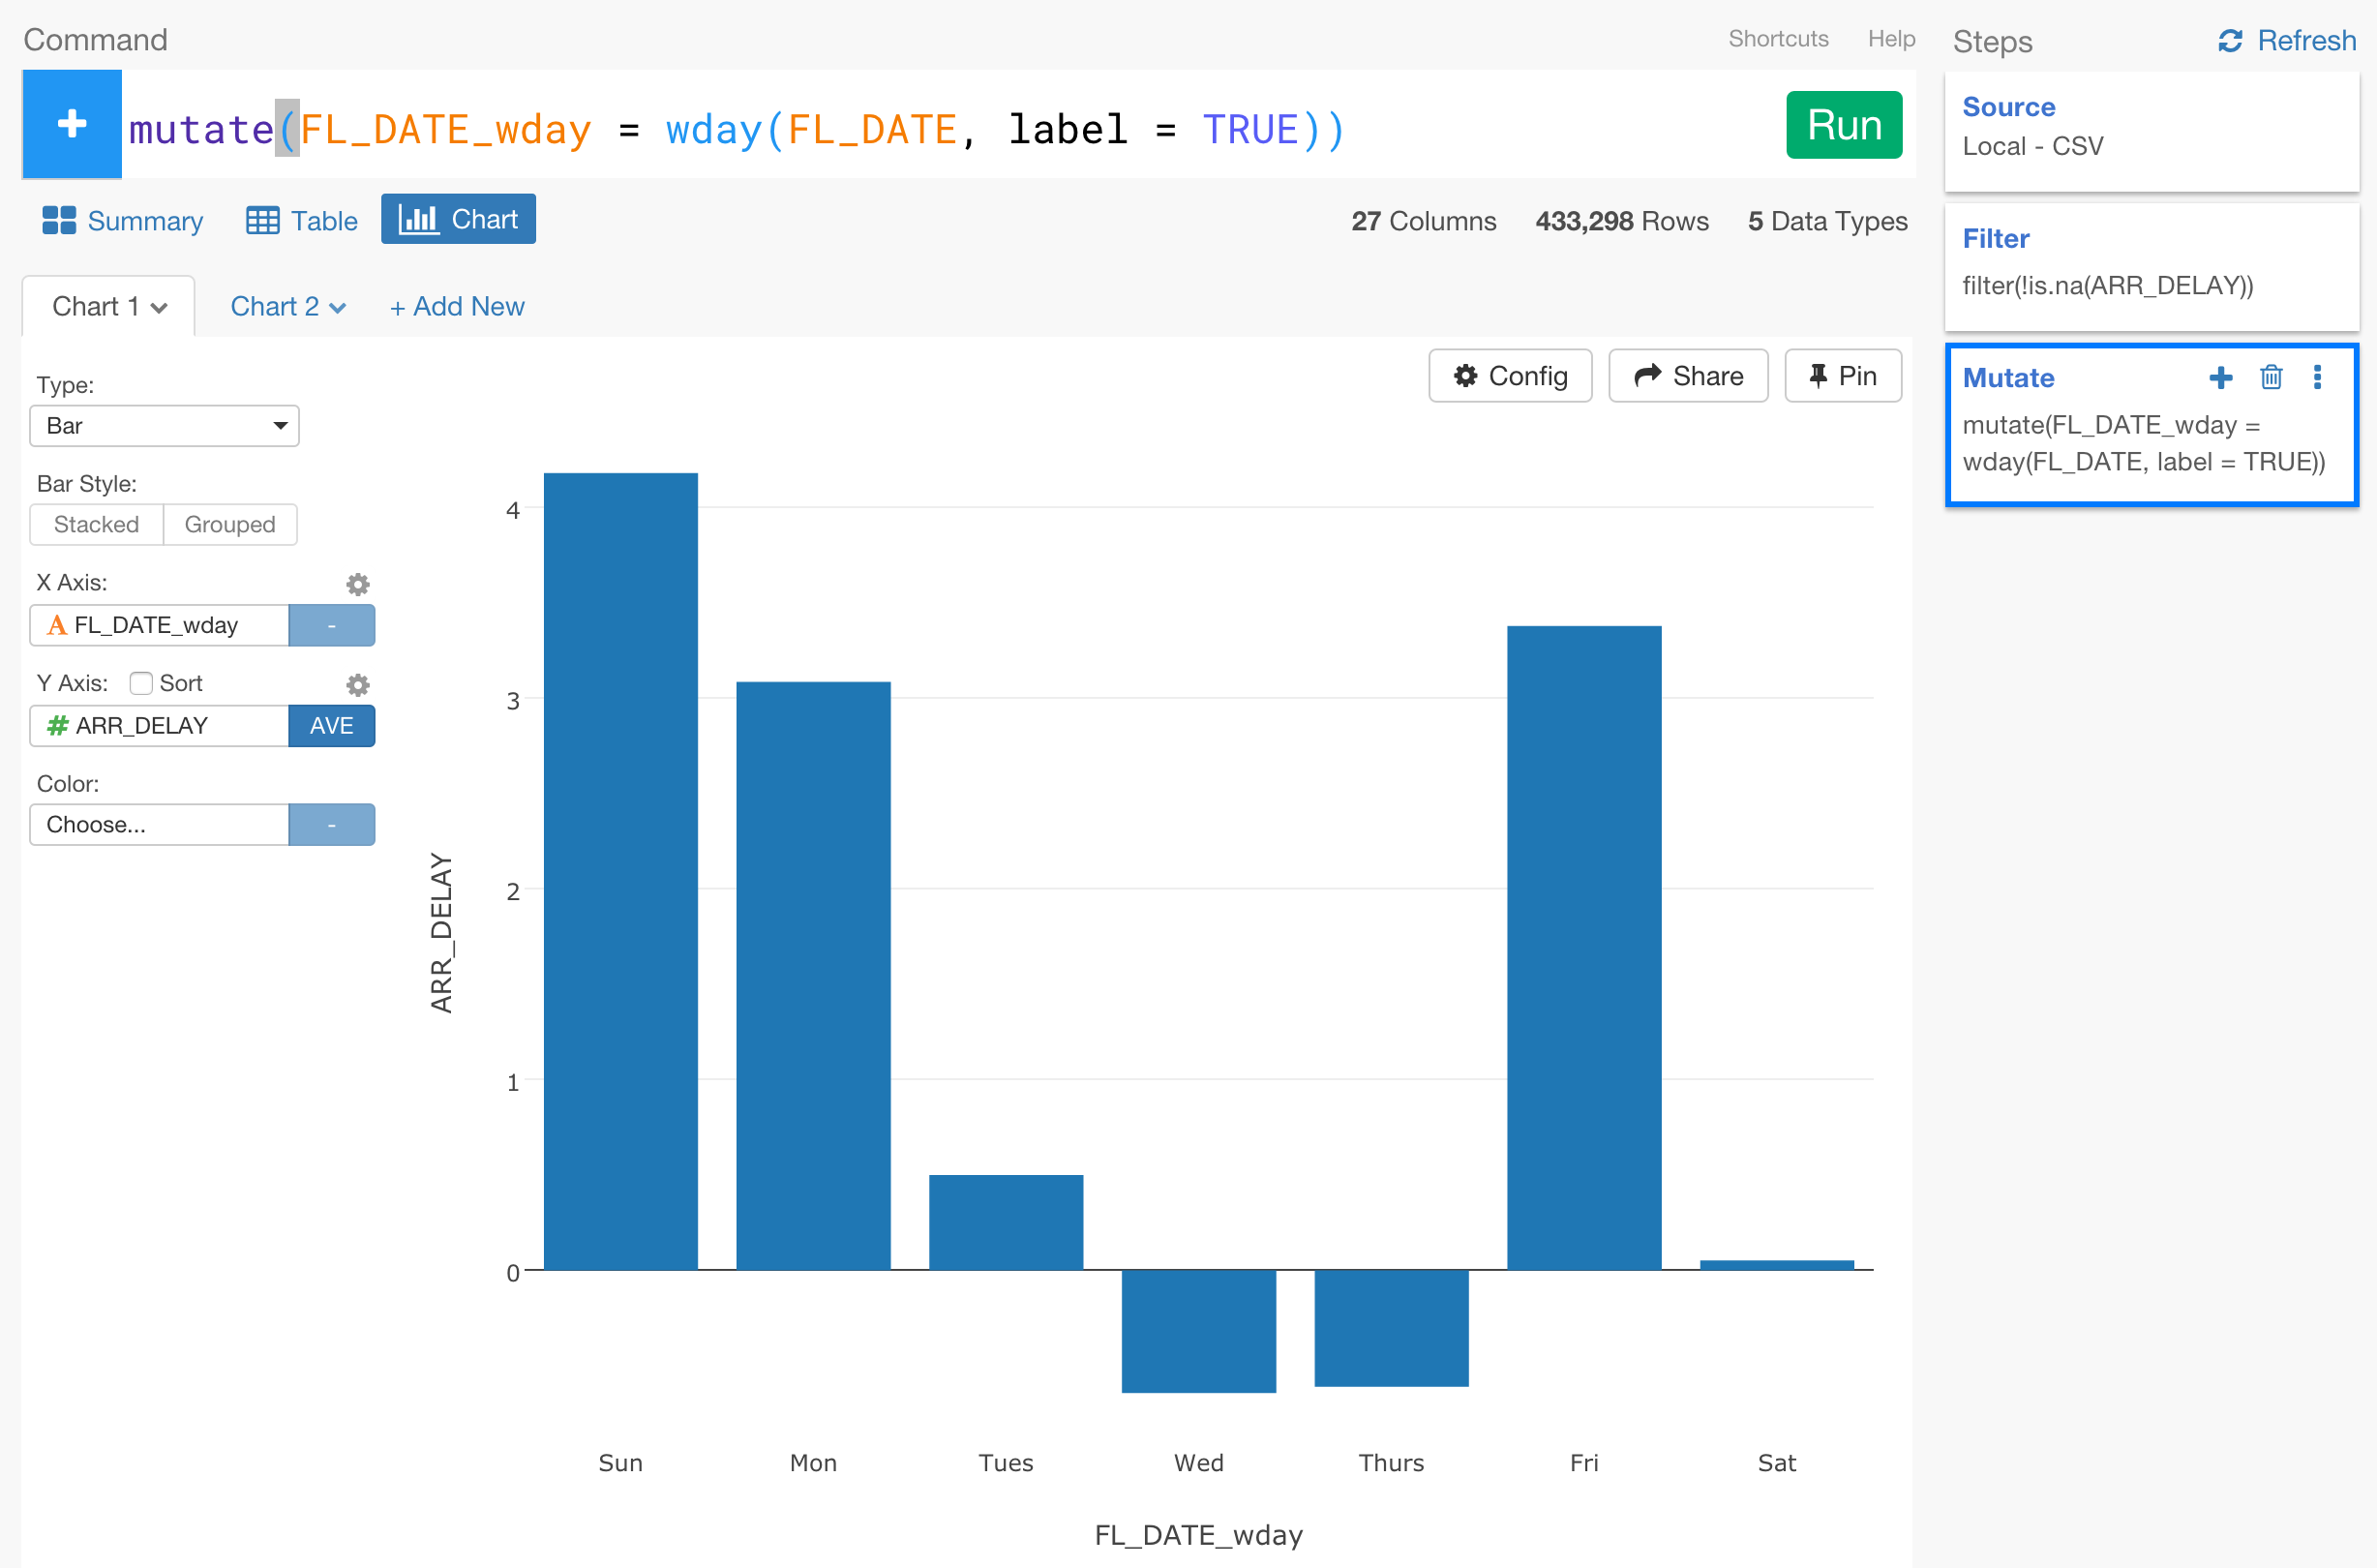 Command
Shortcuts Help
mutate(FL_DATE_wday = wday(FL_DATE, label = TRUE))
Run
Summary Table Chart
27 Columns 433,298 Rows 5 Data Types
Chart 1 Chart 2 + Add New
Config Share Pin
Type:
Bar
Bar Style:
Stacked Grouped
X Axis:
A FL_DATE_wday -
Y Axis: Sort
# ARR_DELAY AVE
Color:
Choose... -
4
3
2
1
0
ARR_DELAY
Sun Mon Tues Wed Thurs Fri Sat
FL_DATE_wday
Steps Refresh
Source
Local - CSV
Filter
filter(!is.na(ARR_DELAY))
Mutate
mutate(FL_DATE_wday =
wday(FL_DATE, label = TRUE))